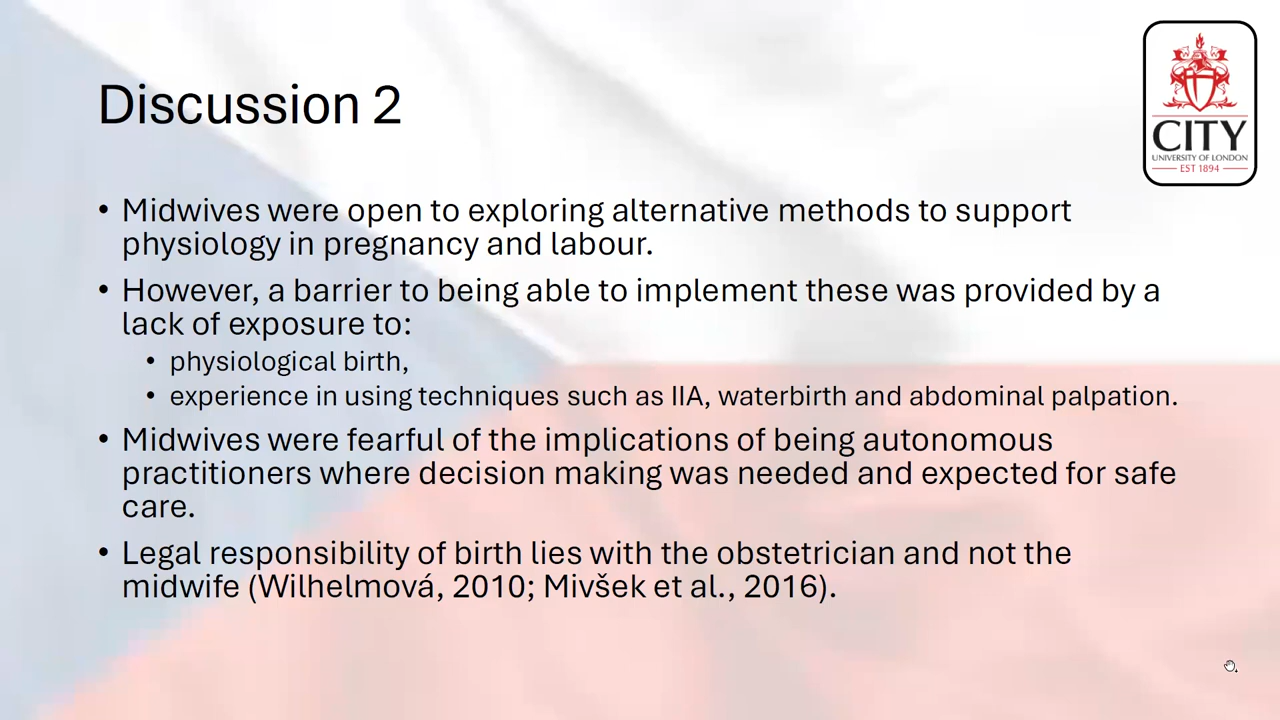 Discussion 2
CITY
UNIVERSITY OF LONDON
EST 1894
• Midwives were open to exploring alternative methods to support
physiology in pregnancy and labour.
• However, a barrier to being able to implement these was provided by a
lack of exposure to:
• physiological birth,
• experience in using techniques such as IIA, waterbirth and abdominal palpation.
• Midwives were fearful of the implications of being autonomous
practitioners where decision making was needed and expected for safe
care.
• Legal responsibility of birth lies with the obstetrician and not the
midwife (Wilhelmová, 2010; Mivšek et al., 2016).